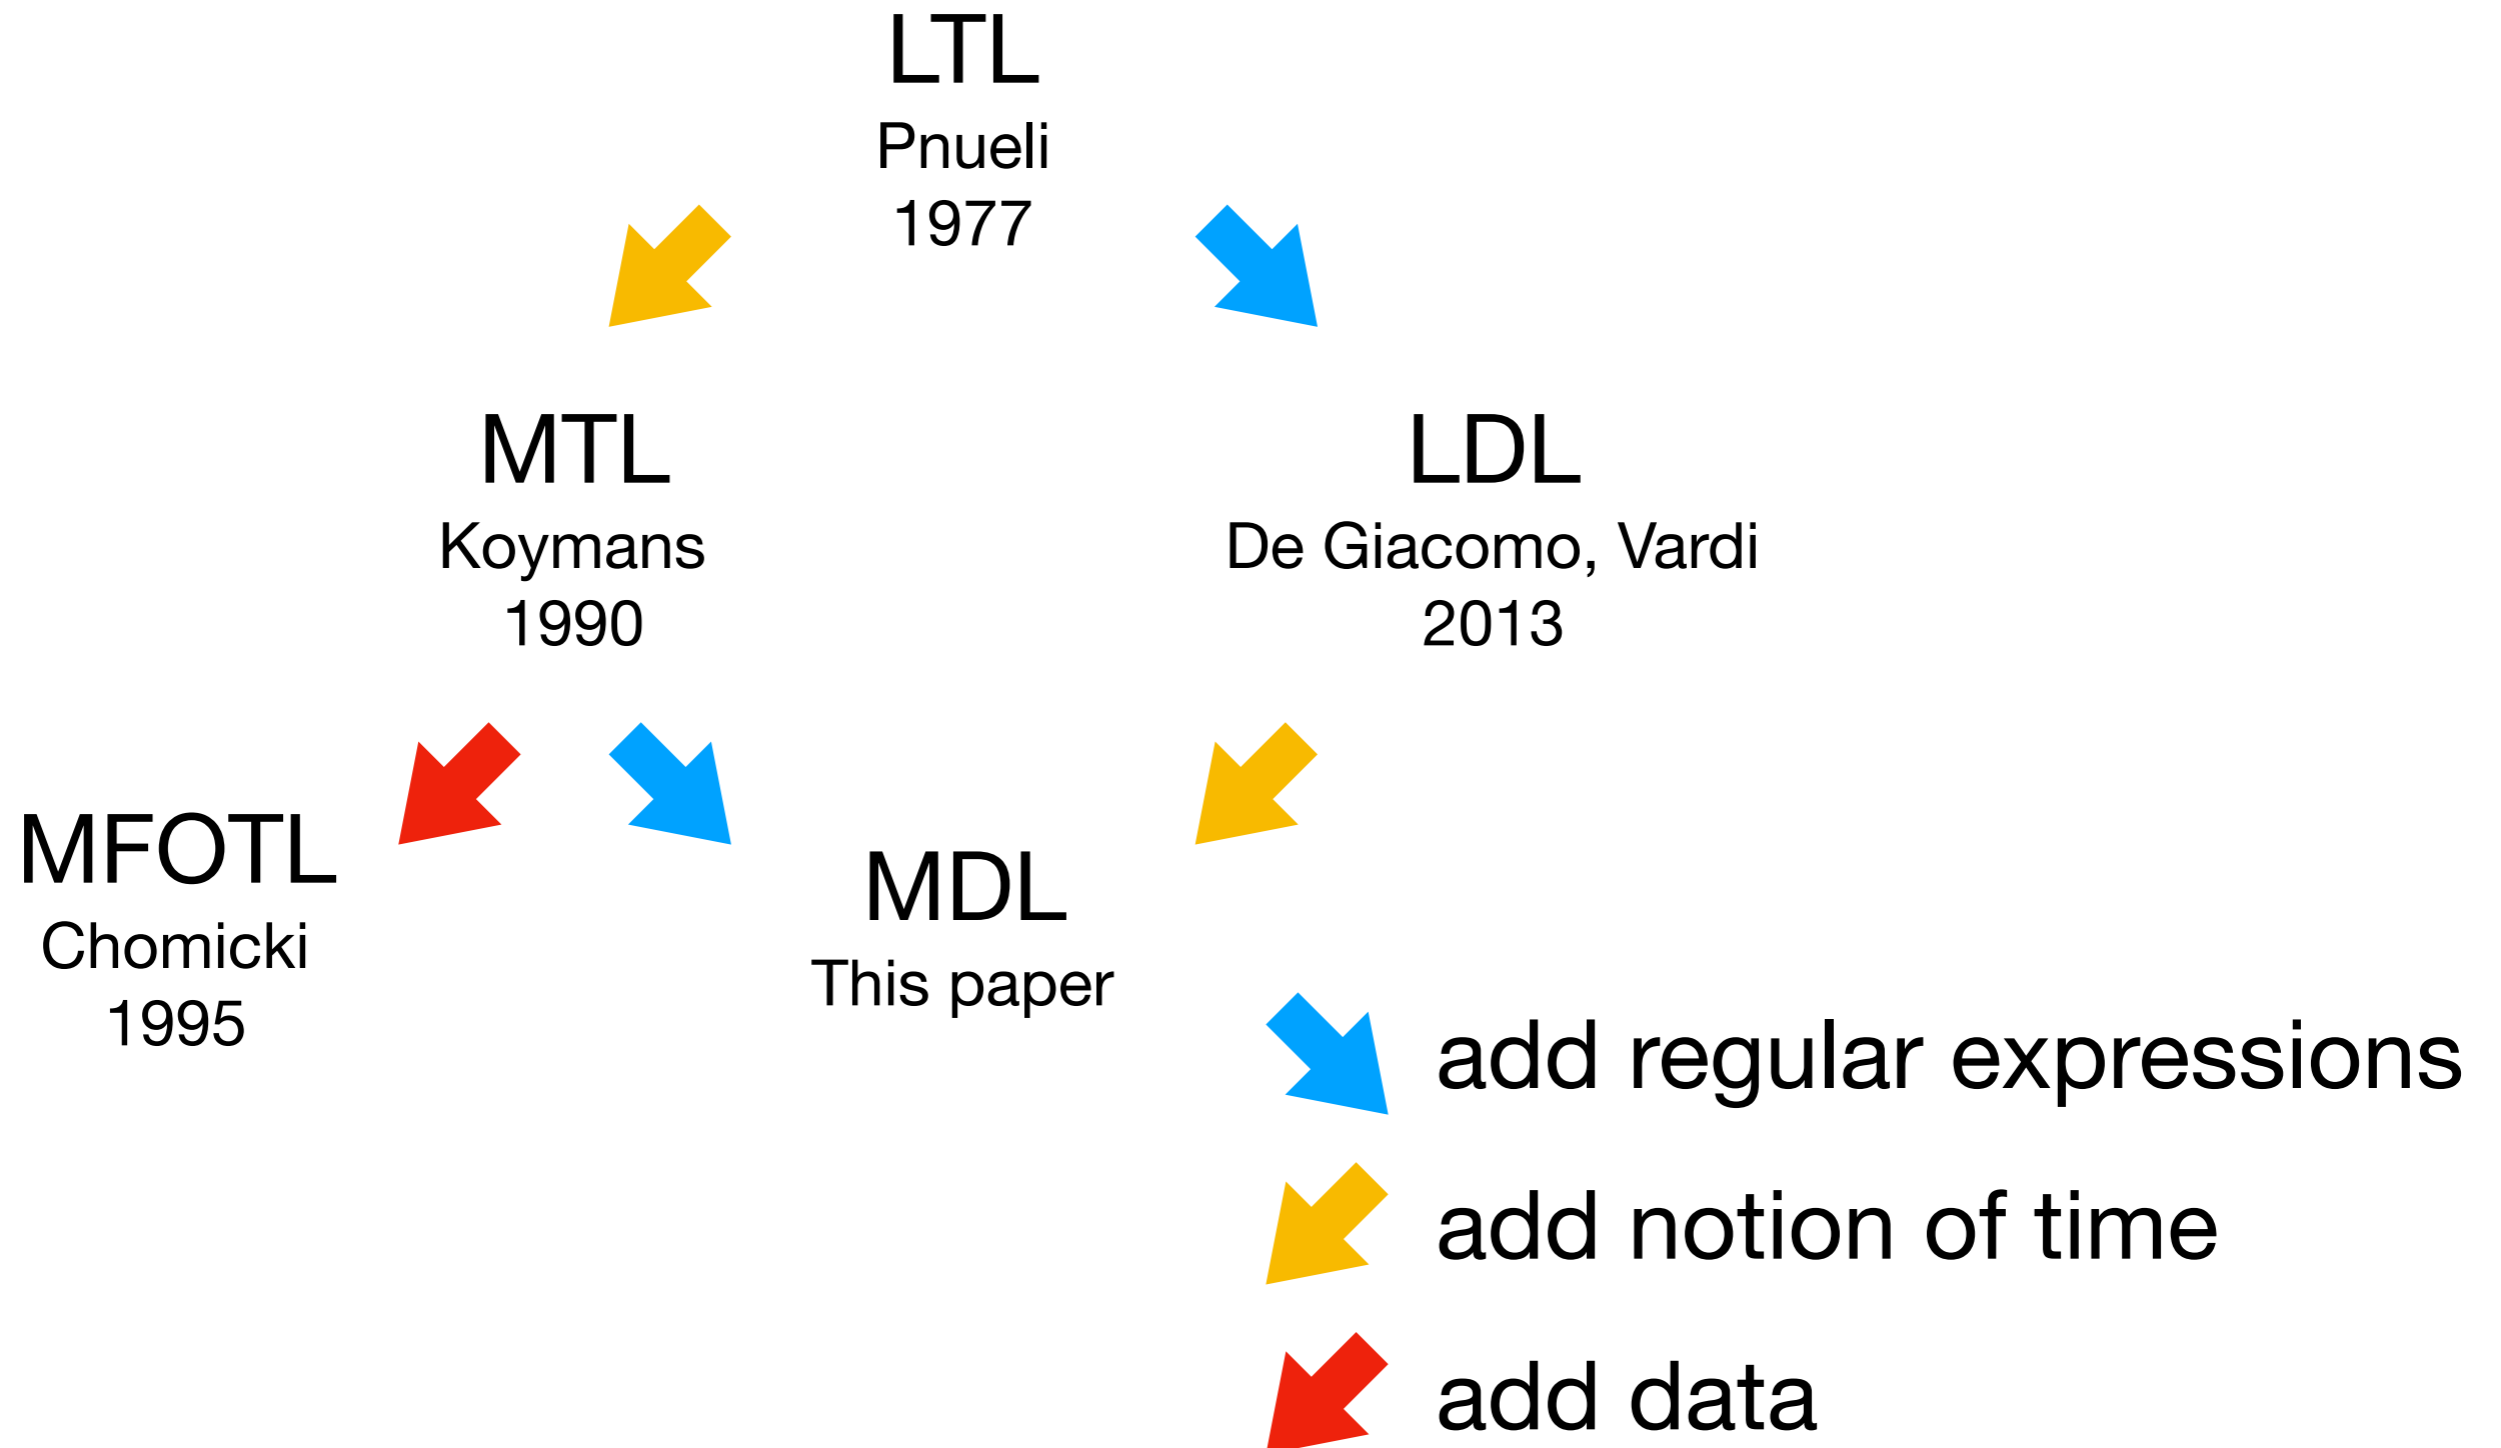 LTL
Pnueli
1977
MTL
Koymans
1990
LDL
De Giacomo, Vardi
2013
MFOTL
Chomicki
1995
MDL
This paper
add regular expressions
add notion of time
add data